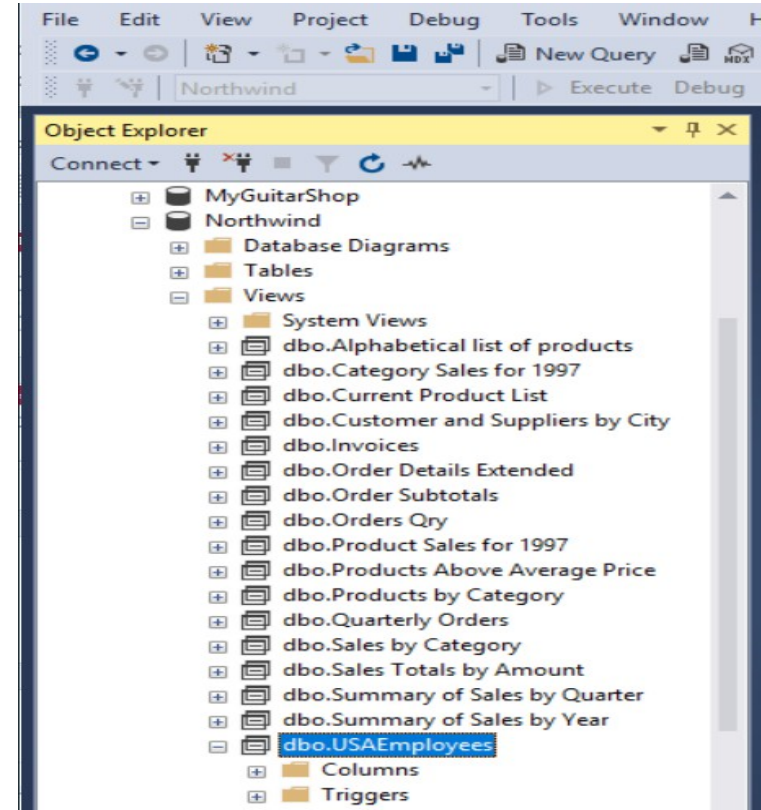 File Edit View Project Debug Tools Window
New Query MDX
Northwind Execute Debug
Object Explorer
Connect
MyGuitarShop
Northwind
Database Diagrams
Tables
Views
System Views
dbo.Alphabetical list of products
dbo.Category Sales for 1997
dbo.Current Product List
dbo.Customer and Suppliers by City
dbo.Invoices
dbo.Order Details Extended
dbo.Order Subtotals
dbo.Orders Qry
dbo.Product Sales for 1997
dbo.Products Above Average Price
dbo.Products by Category
dbo.Quarterly Orders
dbo.Sales by Category
dbo.Sales Totals by Amount
dbo.Summary of Sales by Quarter
dbo.Summary of Sales by Year
dbo.USAEmployees
Columns
Triggers